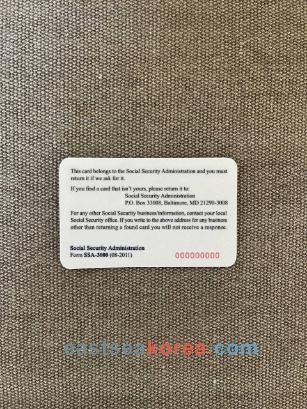 This card belongs to the Social Security Administration and you must
return it if we ask for it.
If you find a card that isn't yours, please return it to:
Social Security Administration
P.O. Box 33008, Baltimore, MD 21290-3008
For any other Social Security business/information, contact your local
Social Security office. If you write to the above address for any business
other than returning a found card you will not receive a response.
Social Security Administration
Form SSA-3000 (08-2011)
000000000
eastseakorea.com